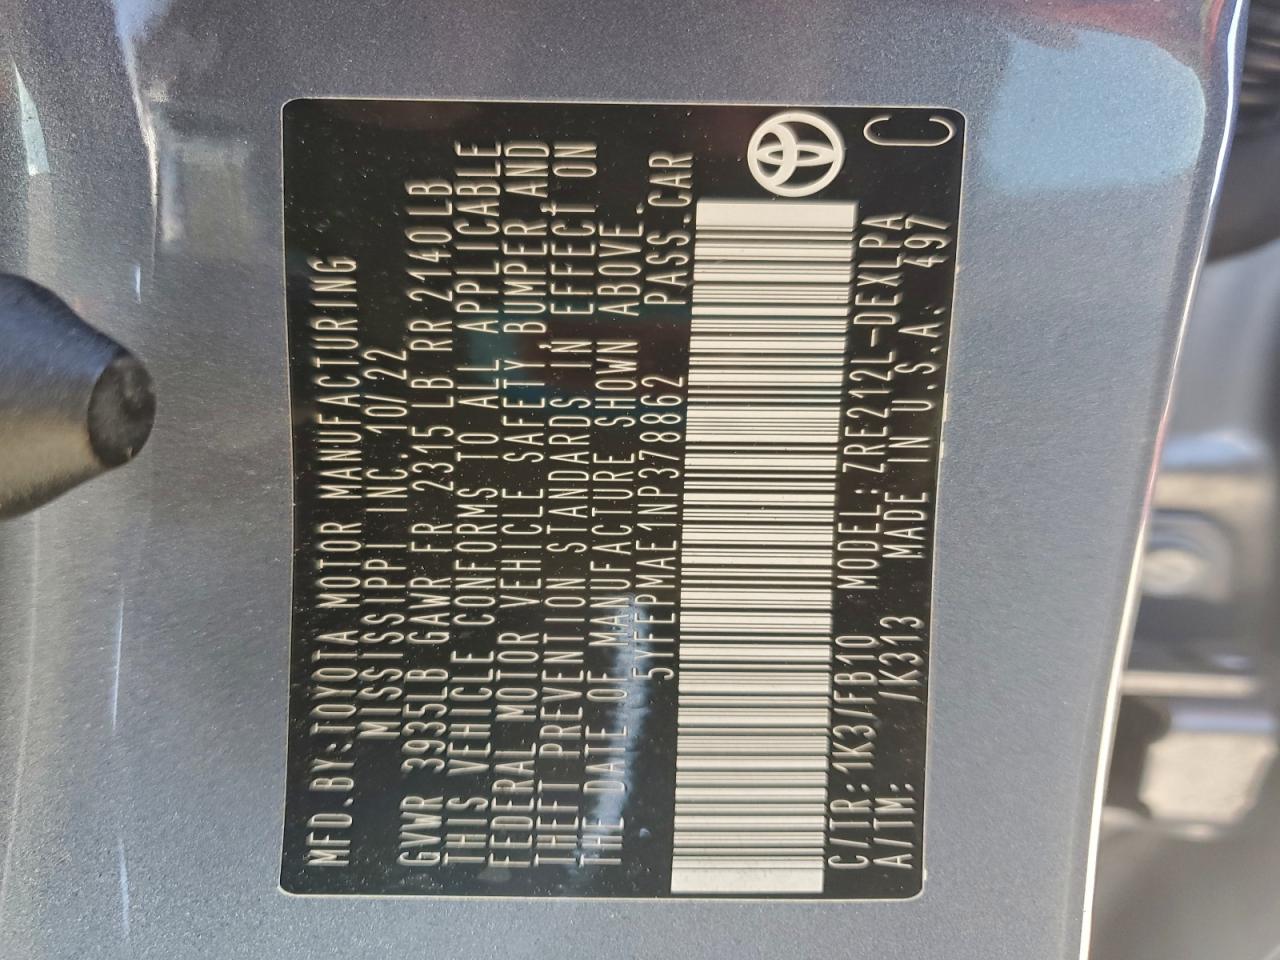 MFD.BY:TOYOTA MOTOR MANUFACTURING
MISSISSIPPI INC. 10/22
GVWR 3935LB GAWR FR 2315 LB RR 2140LB
THIS VEHICLE CONFORMS TO ALL APPLICABLE
FEDERAL MOTOR VEHICLE SAFETY, BUMPER AND
THEFT PREVENTION STANDARDS IN EFFECT ON
THE DATE OF MANUFACTURE SHOWN ABOVE.
5YFEPMAE1NP378862 PASS.CAR
C/TR:1K3/FB10 MODEL:ZRE212L-DEXLPA
A/TM: /K313 MADE IN U.S.A. 497
C